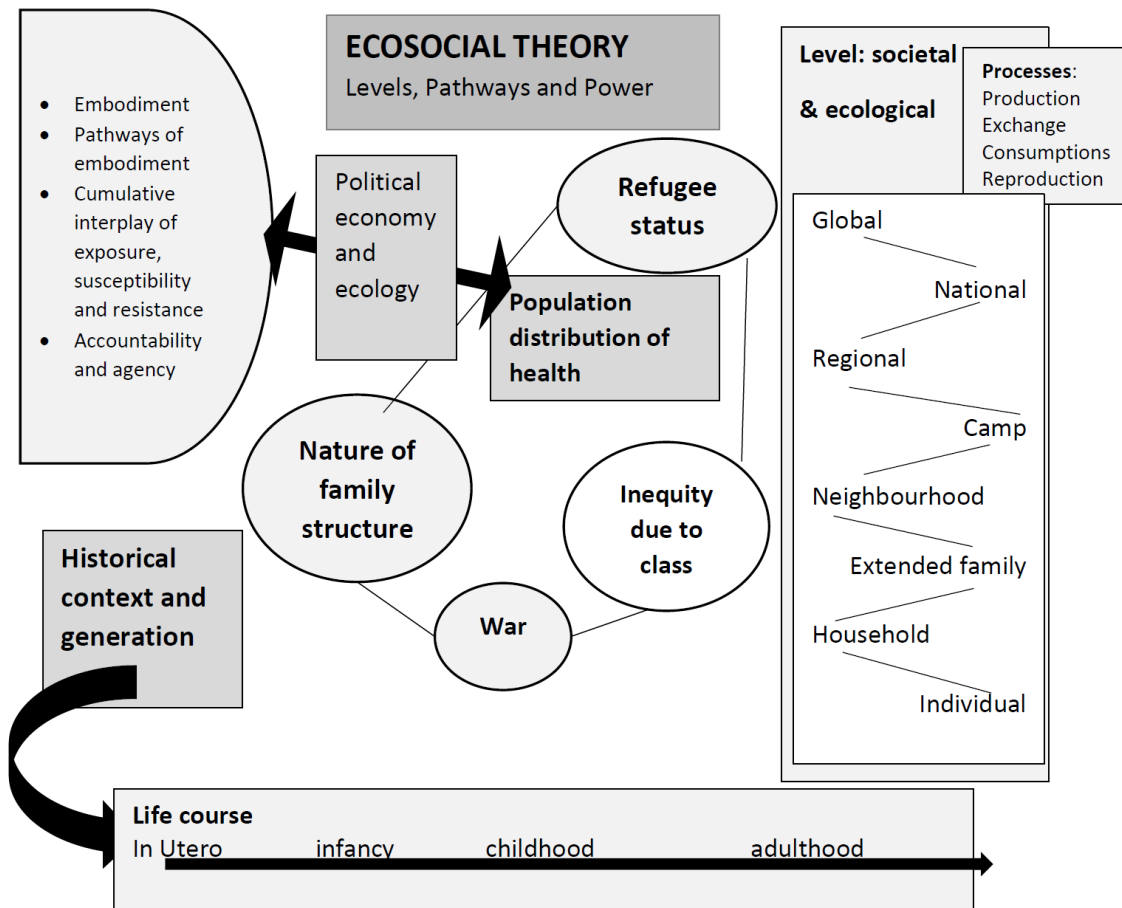 ECOSOCIAL THEORY
Levels, Pathways and Power
• Embodiment
• Pathways of
embodiment
• Cumulative
interplay of
exposure,
susceptibility
and resistance
• Accountability
and agency
Political
economy
and
ecology
Refugee
status
Population
distribution of
health
Nature of
family
structure
Inequity
due to
class
War
Level: societal
& ecological
Processes:
Production
Exchange
Consumptions
Reproduction
Global
National
Regional
Camp
Neighbourhood
Extended family
Household
Individual
Historical
context and
generation
Life course
In Utero infancy childhood adulthood